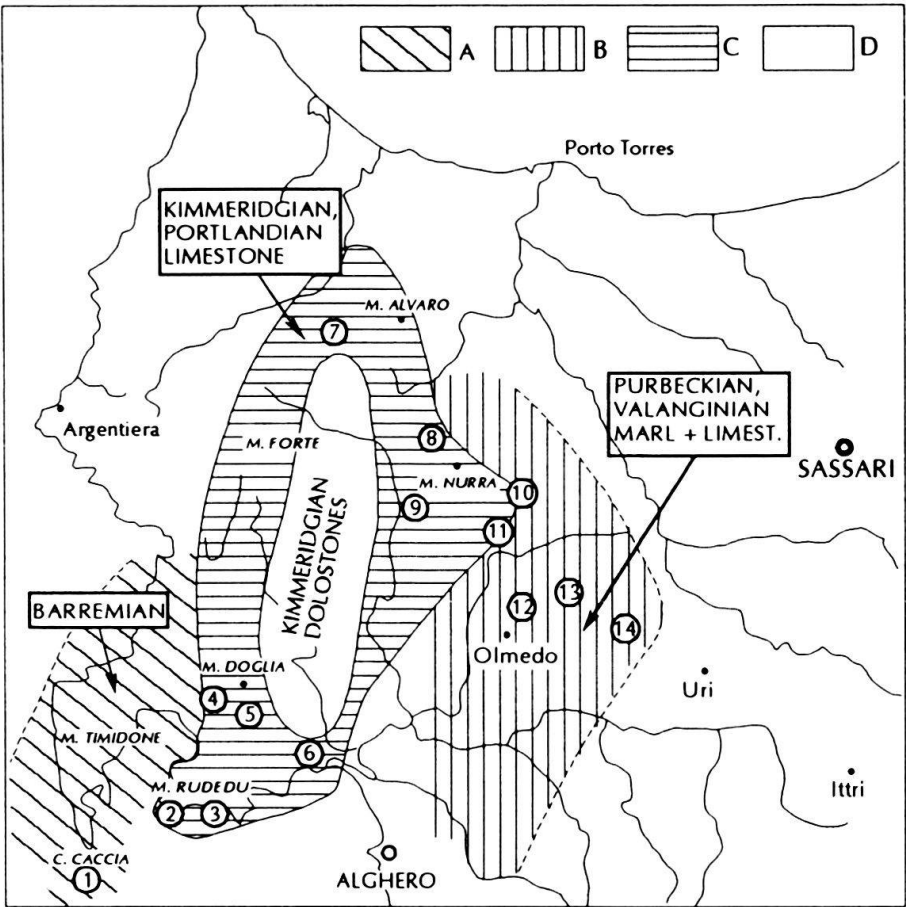 A B C D
Porto Torres
KIMMERIDGIAN,
PORTLANDIAN
LIMESTONE
M. ALVARO
7
PURBECKIAN,
VALANGINIAN
MARL + LIMEST.
Argentiera
M. FORTE
8
M. NURRA
SASSARI
9
10
11
KIMMERIDGIAN
DOLOSTONES
BARREMIAN
12
13
14
Olmedo
M. DOGLIA
Uri
4
5
M. TIMIDONE
6
M. RUDEDU
Ittri
2
3
C. CACCIA
1
ALGHERO